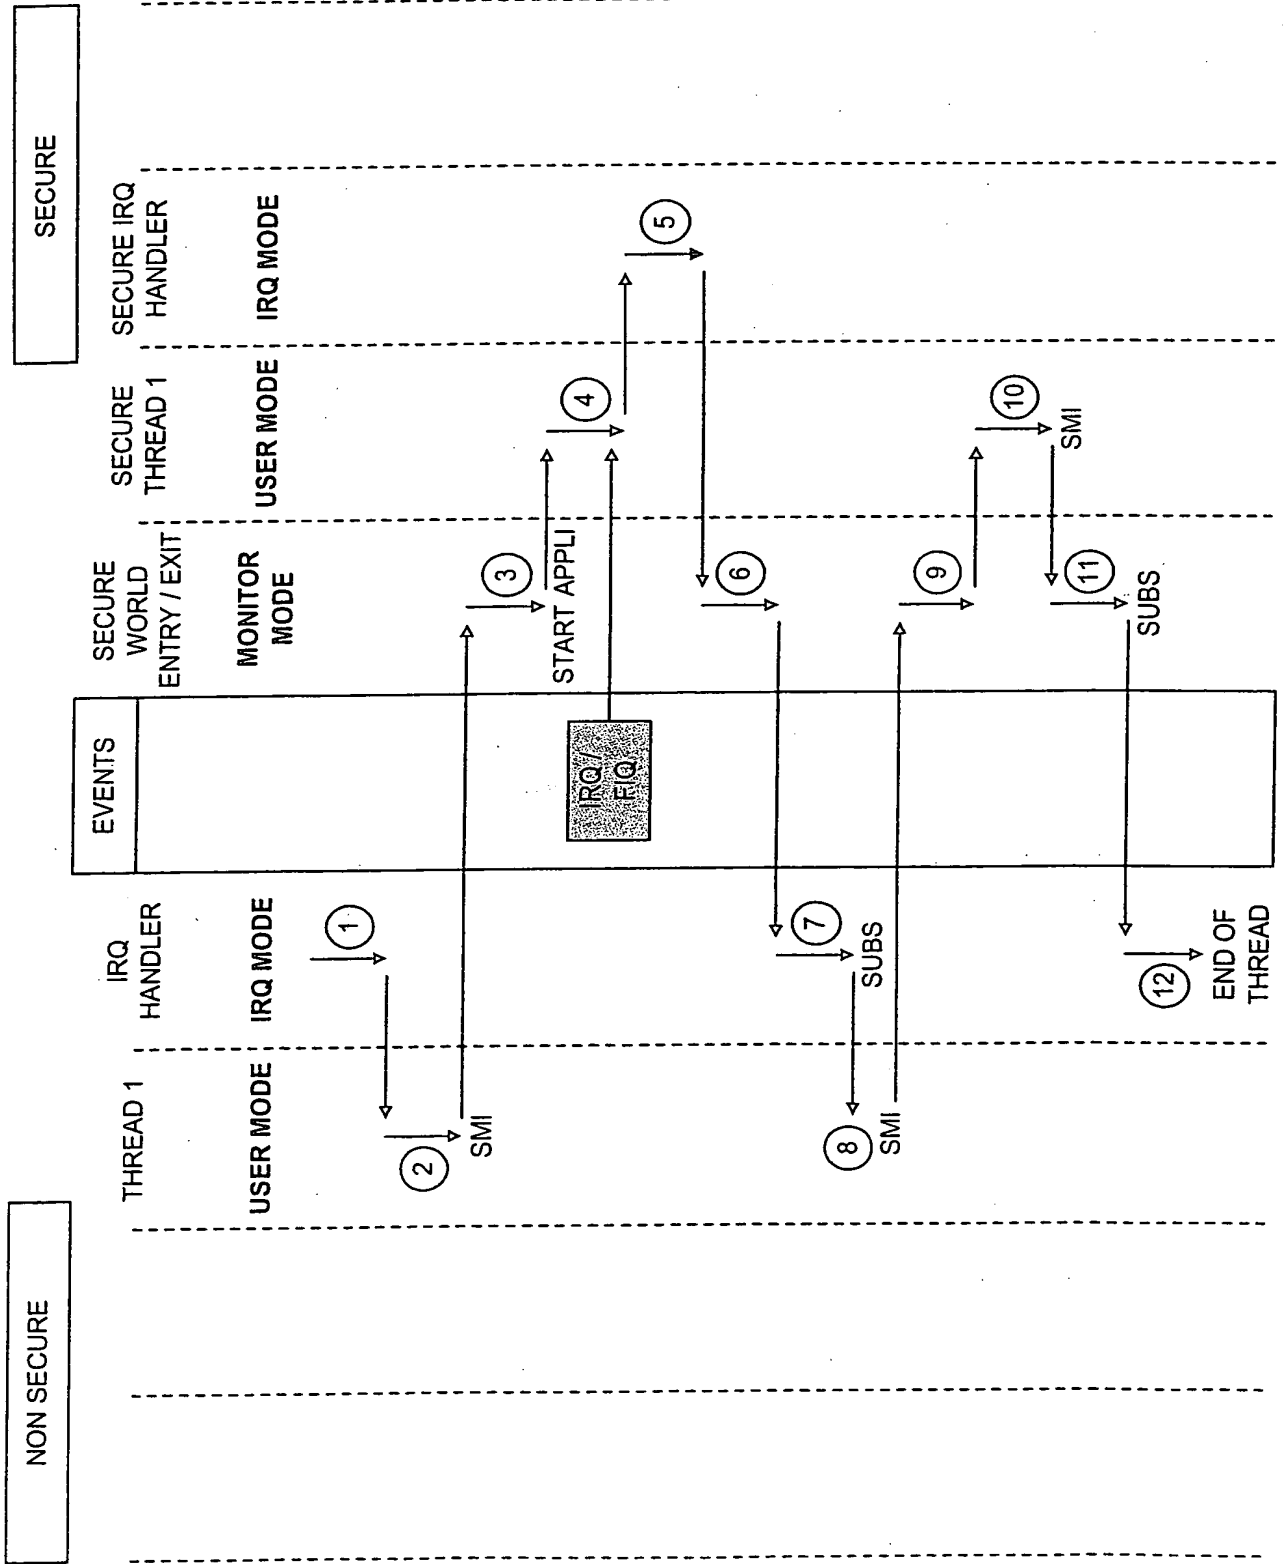 NON SECURE
SECURE
EVENTS
THREAD 1
USER MODE
IRQ
HANDLER
IRQ MODE
SECURE
WORLD
ENTRY / EXIT
MONITOR
MODE
SECURE
THREAD 1
USER MODE
SECURE IRQ
HANDLER
IRQ MODE
1
2
SMI
3
START APPLI
4
IRQ /
FIQ
5
6
7
SUBS
8
SMI
9
10
SMI
11
SUBS
12
END OF
THREAD